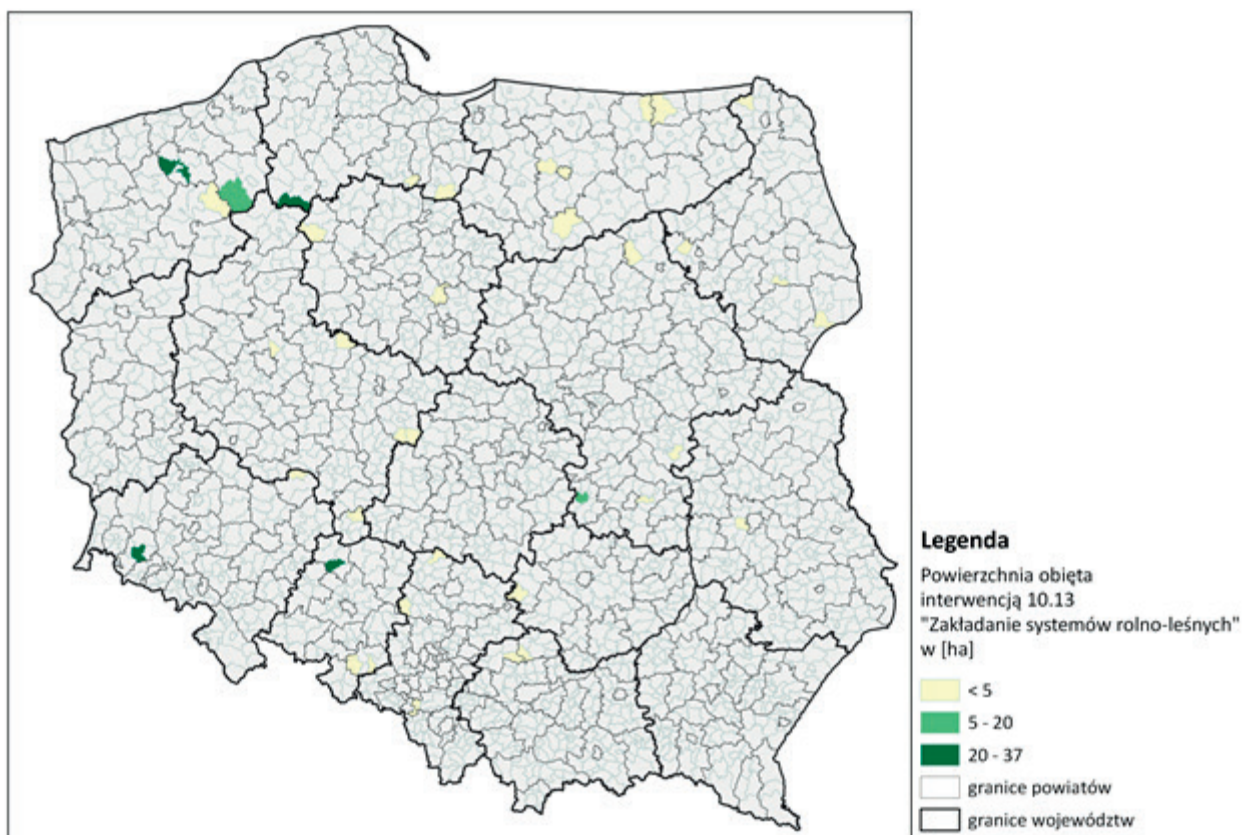 Legenda
Powierzchnia obięta
interwencją 10.13
"Zakładanie systemów rolno-leśnych"
w [ha]
< 5
5 - 20
20 - 37
granice powiatów
granice województw